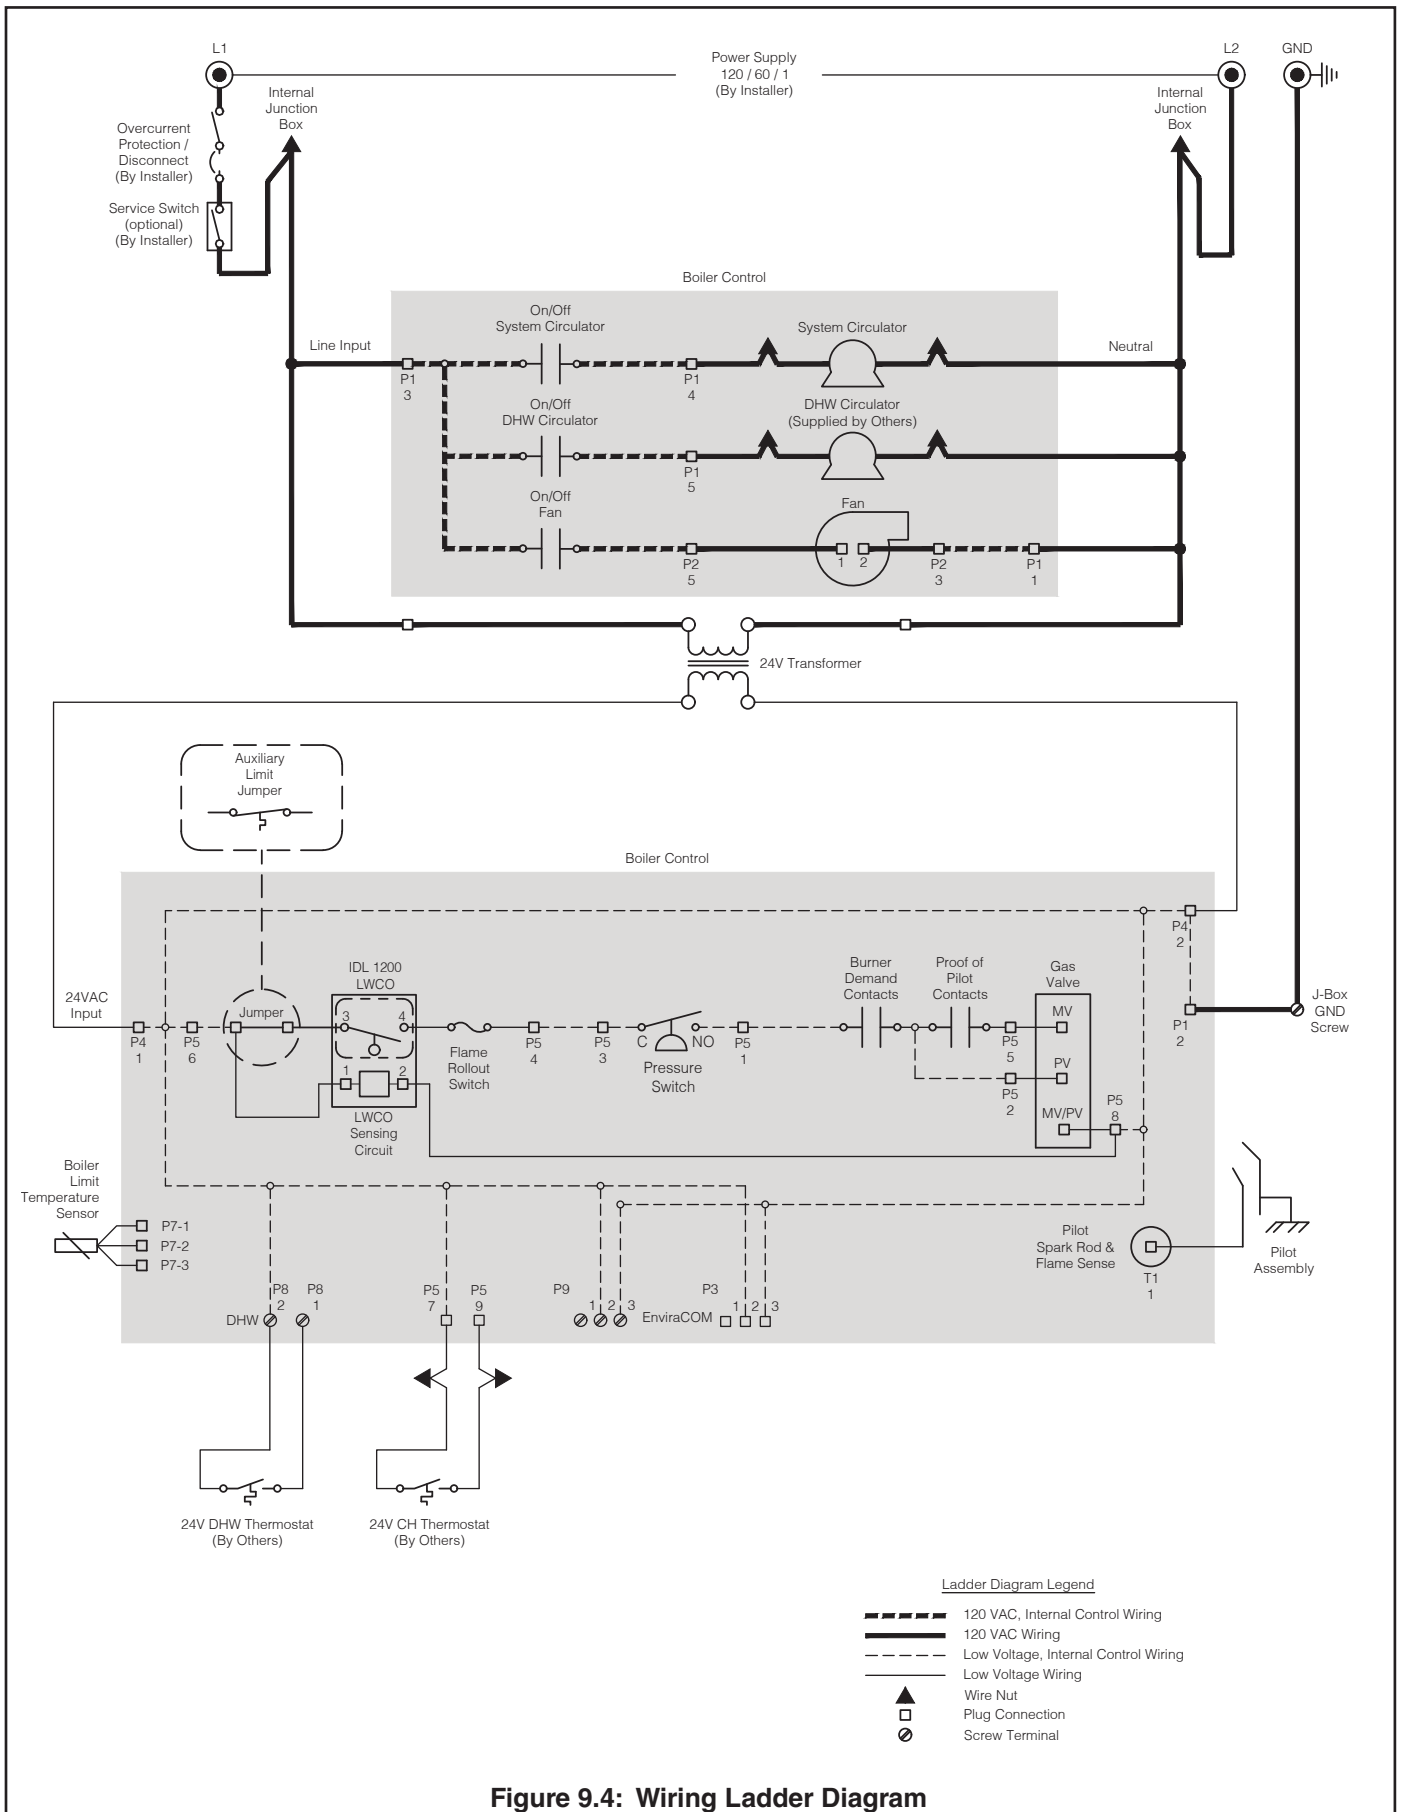 L1
Power Supply
120 / 60 / 1
(By Installer)
L2
GND
Internal
Junction
Box
Internal
Junction
Box
Overcurrent
Protection /
Disconnect
(By Installer)
Service Switch
(optional)
(By Installer)
Boiler Control
On/Off
System Circulator
System Circulator
Line Input
Neutral
P1
3
P1
4
On/Off
DHW Circulator
DHW Circulator
(Supplied by Others)
P1
5
On/Off
Fan
Fan
1
2
P2
5
P2
3
P1
1
24V Transformer
Auxiliary
Limit
Jumper
Boiler Control
P4
2
24VAC
Input
P4
1
P5
6
Jumper
IDL 1200
LWCO
3
4
1
2
LWCO
Sensing
Circuit
Flame
Rollout
Switch
P5
4
P5
3
C
NO
Pressure
Switch
P5
1
Burner
Demand
Contacts
Proof of
Pilot
Contacts
Gas
Valve
MV
P5
5
PV
P5
2
MV/PV
P5
8
P1
2
J-Box
GND
Screw
Boiler
Limit
Temperature
Sensor
P7-1
P7-2
P7-3
Pilot
Spark Rod &
Flame Sense
T1
1
Pilot
Assembly
DHW
P8
2
P8
1
P5
7
P5
9
P9
1
2
3
EnviraCOM
P3
1
2
3
24V DHW Thermostat
(By Others)
24V CH Thermostat
(By Others)
Ladder Diagram Legend
120 VAC, Internal Control Wiring
120 VAC Wiring
Low Voltage, Internal Control Wiring
Low Voltage Wiring
Wire Nut
Plug Connection
Screw Terminal
Figure 9.4: Wiring Ladder Diagram